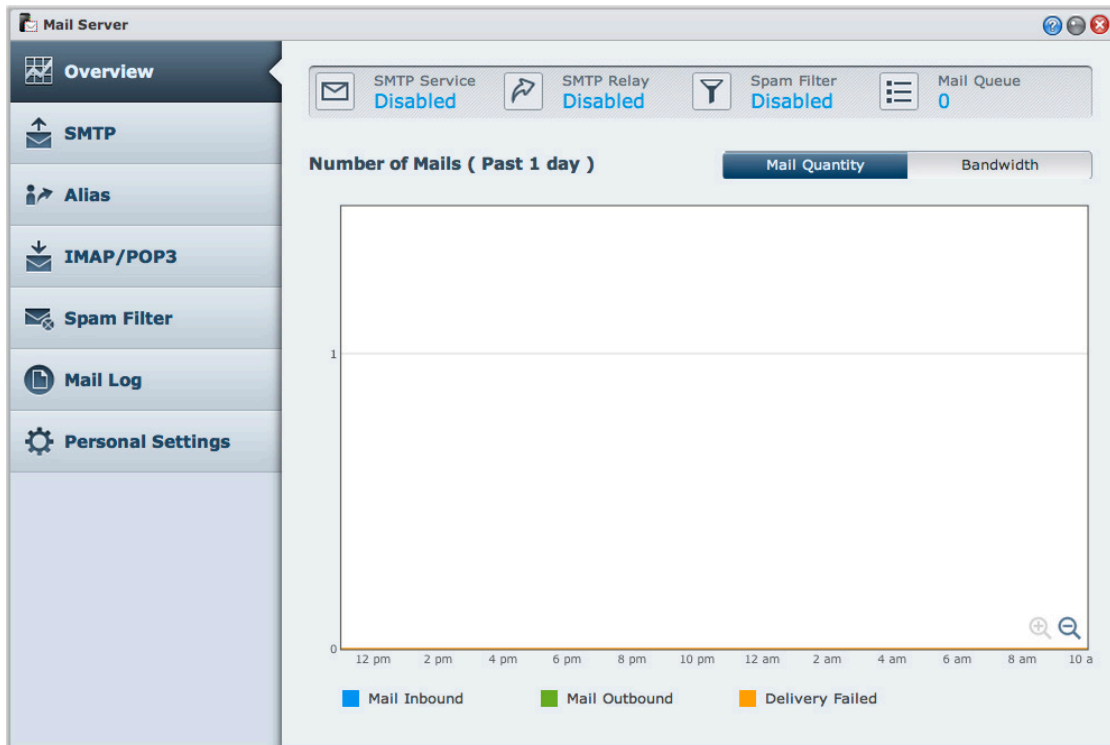 Mail Server
Overview
SMTP
Alias
IMAP/POP3
Spam Filter
Mail Log
Personal Settings
SMTP Service
Disabled
SMTP Relay
Disabled
Spam Filter
Disabled
Mail Queue
0
Number of Mails ( Past 1 day )
Mail Quantity
Bandwidth
1
0
12 pm 2 pm 4 pm 6 pm 8 pm 10 pm 12 am 2 am 4 am 6 am 8 am 10 a
Mail Inbound
Mail Outbound
Delivery Failed